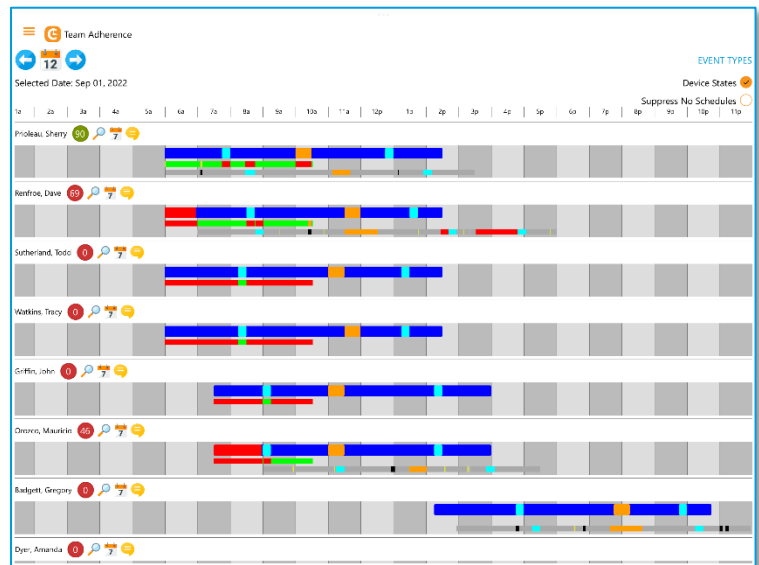 Team Adherence
12
EVENT TYPES
Selected Date: Sep 01, 2022
Device States
Suppress No Schedules
1a 2a 3a 4a 5a 6a 7a 8a 9a 10a 11a 12p 1p 2p 3p 4p 5p 6p 7p 8p 9p 10p 11p
Prioleau, Sherry 90 7
Renfroe, Dave 69 7
Sutherland, Todd 0 7
Watkins, Tracy 0 7
Griffin, John 0 7
Orozco, Mauricio 46 7
Badgett, Gregory 0 7
Dyer, Amanda 0 7